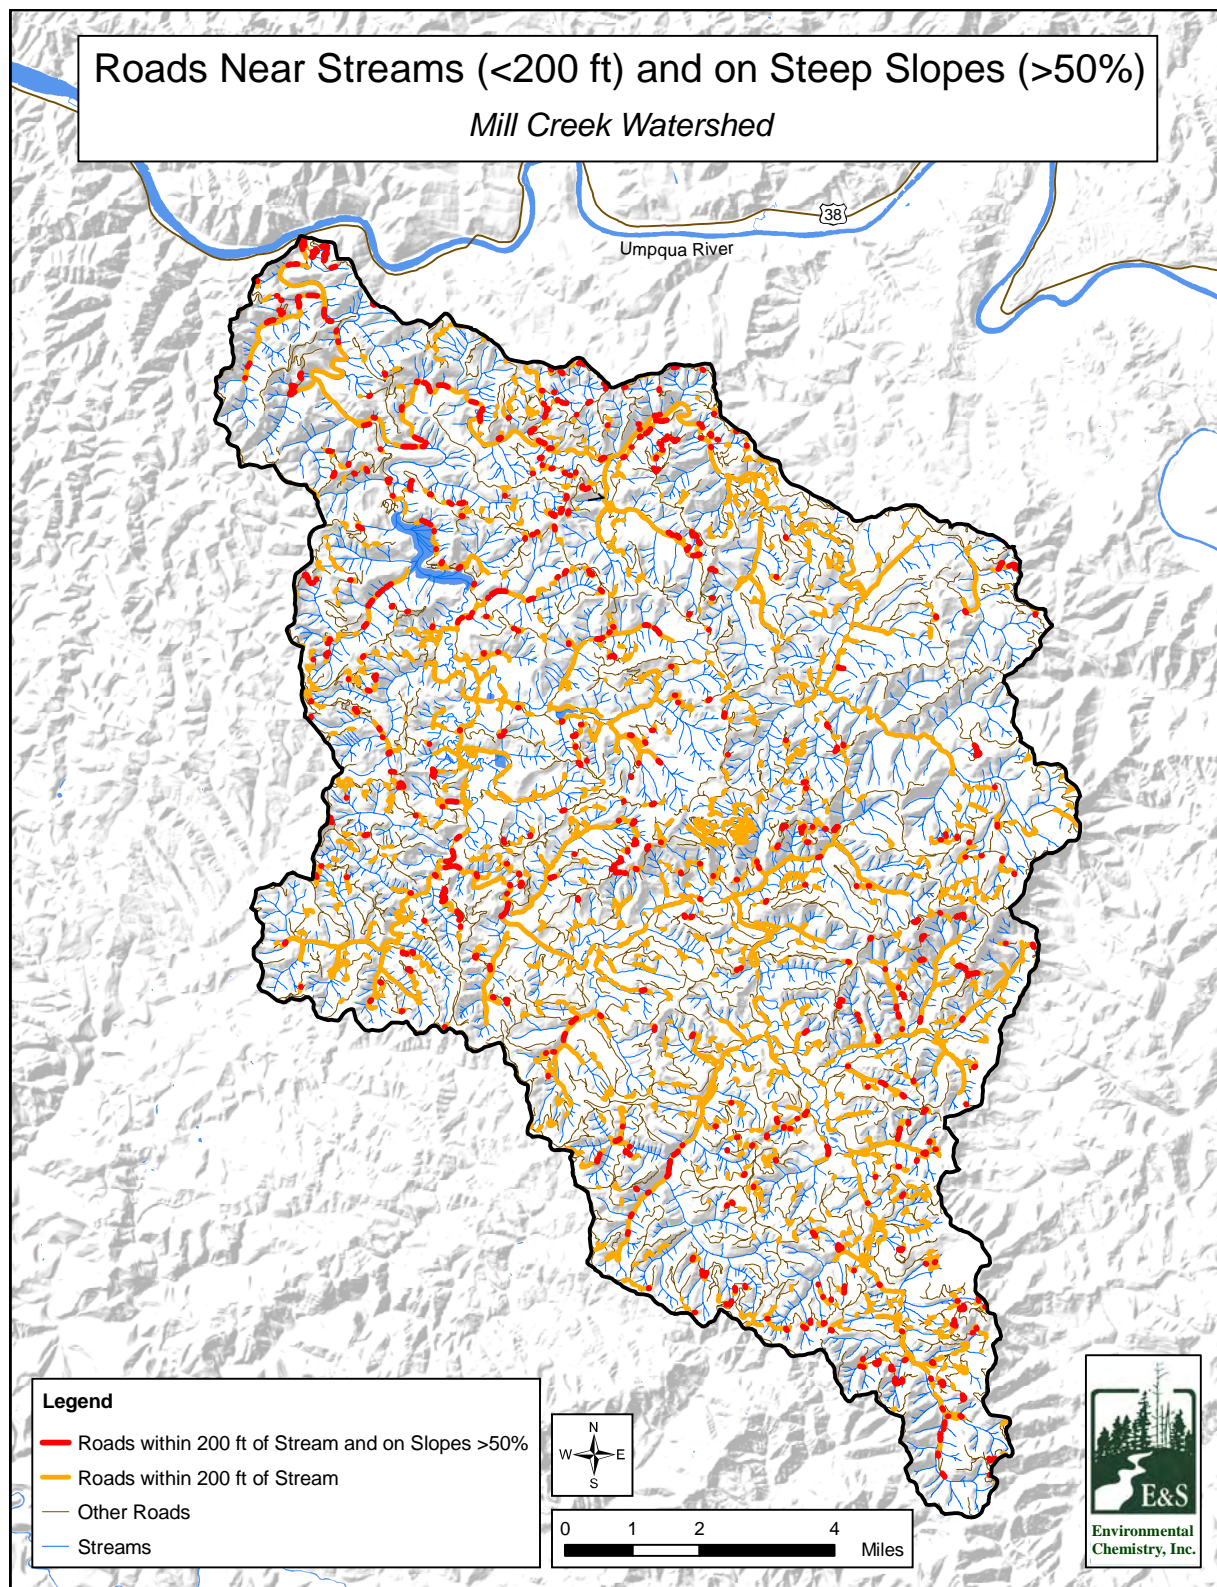 Roads Near Streams (<200 ft) and on Steep Slopes (>50%)
Mill Creek Watershed
38
Umpqua River
Legend
Roads within 200 ft of Stream and on Slopes >50%
Roads within 200 ft of Stream
Other Roads
Streams
N
W E
S
0 1 2 4
Miles
E&S
Environmental
Chemistry, Inc.